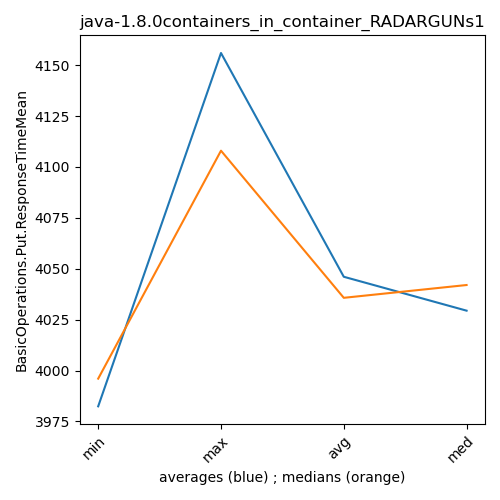 java-1.8.0containers_in_container_RADARGUNs1
BasicOperations.Put.ResponseTimeMean
4150
4125
4100
4075
4050
4025
4000
3975
min
max
avg
med
averages (blue) ; medians (orange)